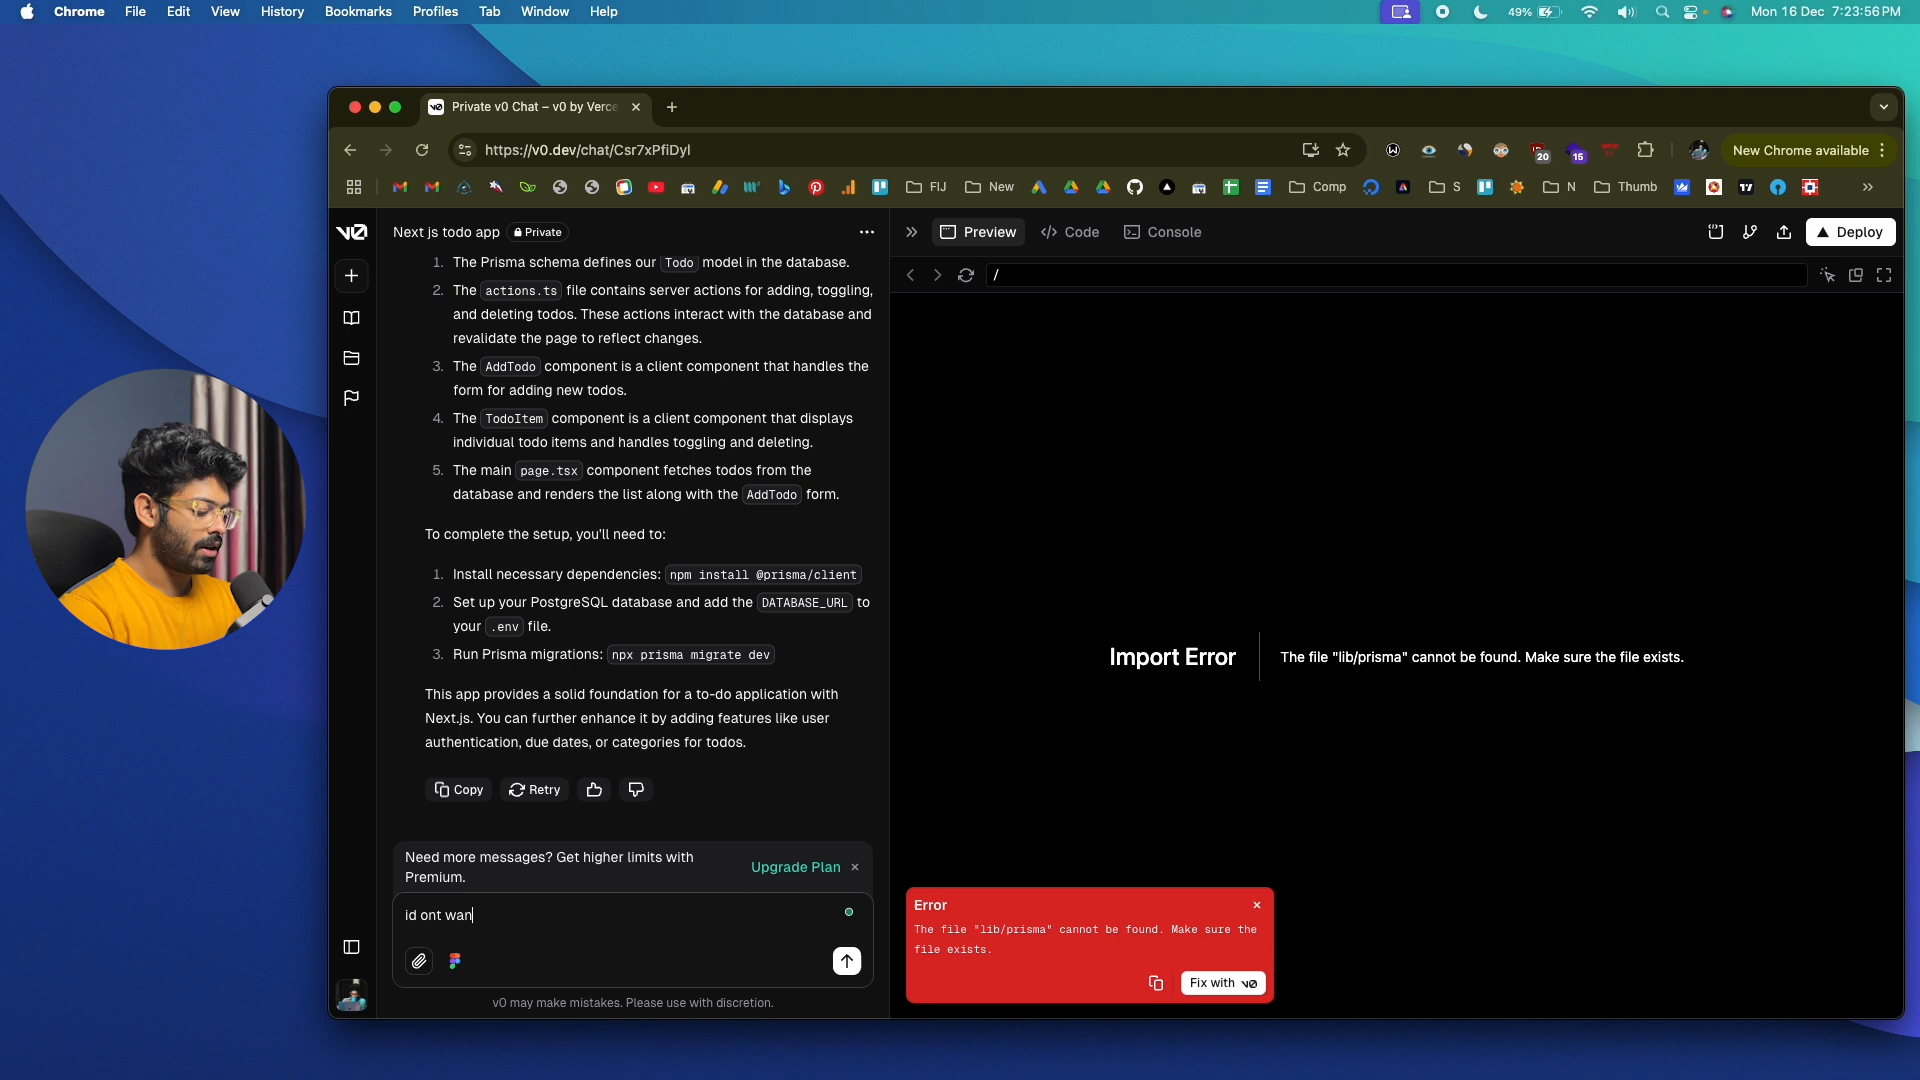 Chrome File Edit View History Bookmarks Profiles Tab Window Help
49% Mon 16 Dec 7:23:56 PM
Private v0 Chat – v0 by Verce
https://v0.dev/chat/Csr7xPfiDyI
20 15 New Chrome available
FIJ New Comp S N Thumb
Next js todo app Private
Preview Code Console Deploy
/
1. The Prisma schema defines our Todo model in the database.
2. The actions.ts file contains server actions for adding, toggling,
and deleting todos. These actions interact with the database and
revalidate the page to reflect changes.
3. The AddTodo component is a client component that handles the
form for adding new todos.
4. The TodoItem component is a client component that displays
individual todo items and handles toggling and deleting.
5. The main page.tsx component fetches todos from the
database and renders the list along with the AddTodo form.
To complete the setup, you'll need to:
1. Install necessary dependencies: npm install @prisma/client
2. Set up your PostgreSQL database and add the DATABASE_URL to
your .env file.
3. Run Prisma migrations: npx prisma migrate dev
This app provides a solid foundation for a to-do application with
Next.js. You can further enhance it by adding features like user
authentication, due dates, or categories for todos.
Copy Retry
Need more messages? Get higher limits with
Premium.
Upgrade Plan
id ont wan
v0 may make mistakes. Please use with discretion.
Import Error
The file "lib/prisma" cannot be found. Make sure the file exists.
Error
The file "lib/prisma" cannot be found. Make sure the
file exists.
Fix with v0